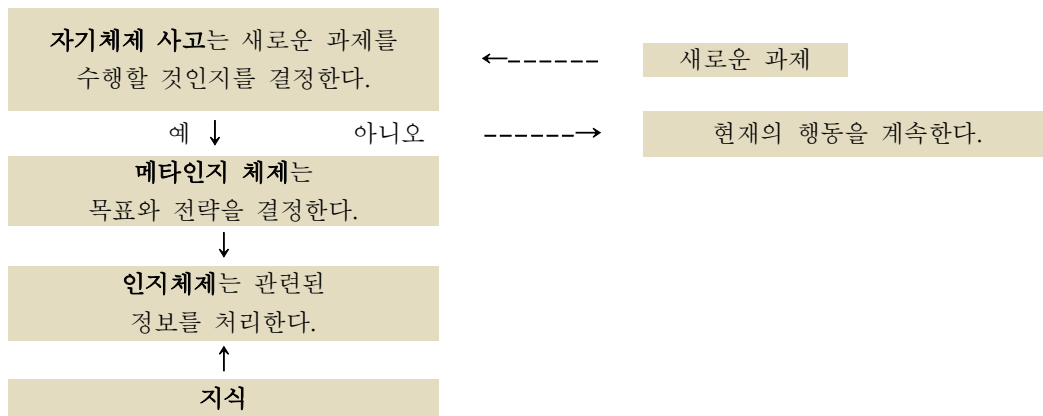 자기체제 사고는 새로운 과제를
수행할 것인지를 결정한다.
새로운 과제
예
아니오
현재의 행동을 계속한다.
메타인지 체제는
목표와 전략을 결정한다.
인지체제는 관련된
정보를 처리한다.
지식